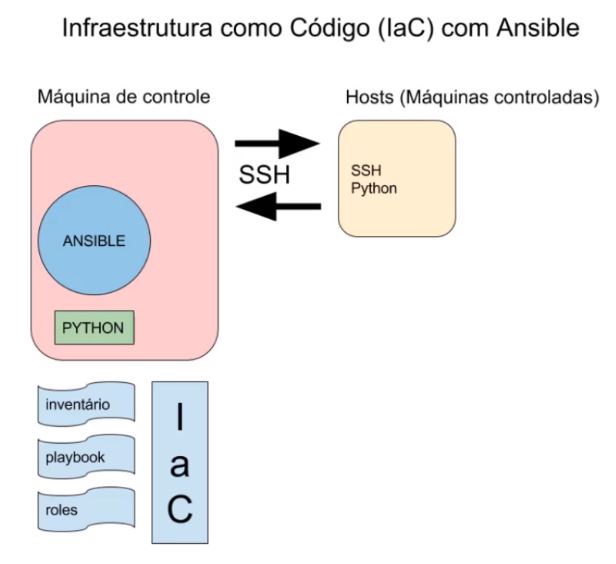 Infraestrutura como Código (IaC) com Ansible
Máquina de controle
Hosts (Máquinas controladas)
SSH
SSH
Python
ANSIBLE
PYTHON
inventário
playbook
roles
I
a
C